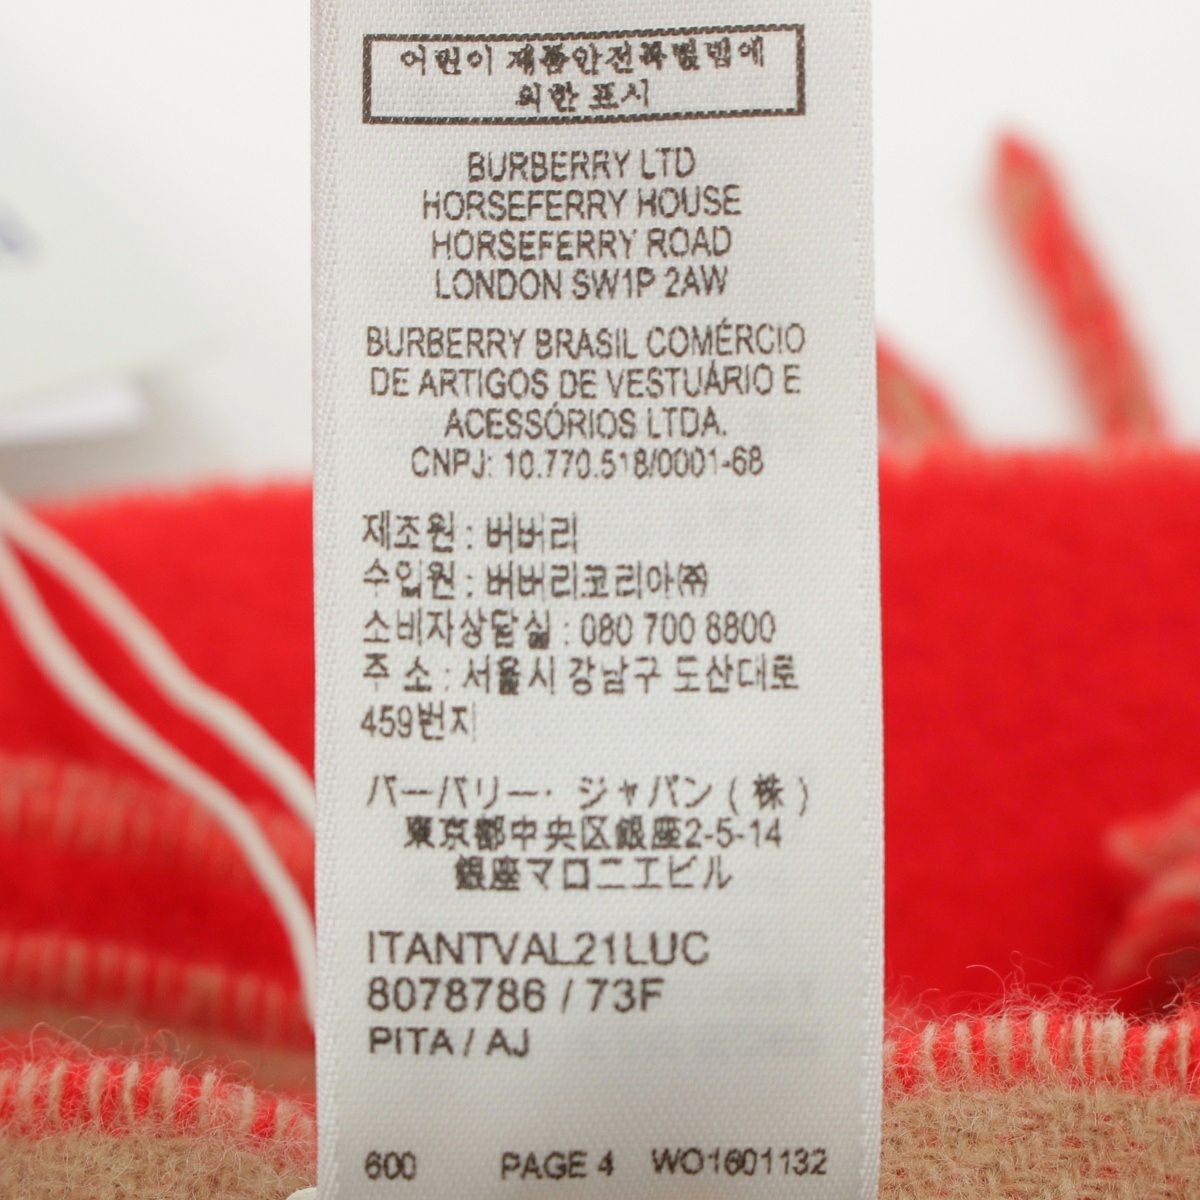 어린이 제품안전특별법에
의한 표시
BURBERRY LTD
HORSEFERRY HOUSE
HORSEFERRY ROAD
LONDON SW1P 2AW
BURBERRY BRASIL COMÉRCIO
DE ARTIGOS DE VESTUÁRIO E
ACESSÓRIOS LTDA.
CNPJ: 10.770.518/0001-68
제조원 : 버버리
수입원 : 버버리코리아㈜
소비자상담실 : 080 700 8800
주 소 : 서울시 강남구 도산대로
459번지
バーバリー・ジャパン(株)
東京都中央区銀座2-5-14
銀座マロニエビル
ITANTVAL21LUC
8078786 / 73F
PITA / AJ
600 PAGE 4 WO1601132